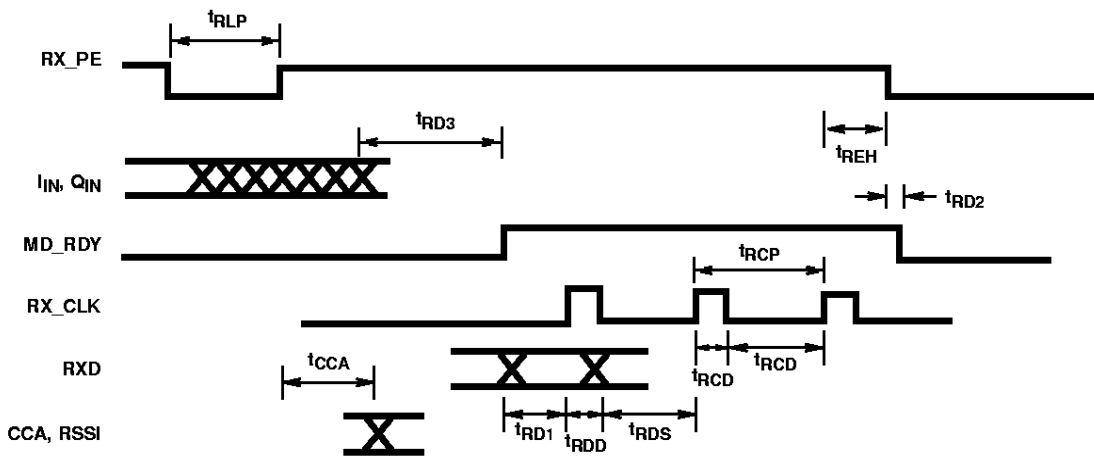 tRLP
RX_PE
tRD3
tREH
IIN, QIN
tRD2
MD_RDY
tRCP
RX_CLK
tCCA
RXD
tRCD
tRCD
tRD1
tRDD
tRDS
CCA, RSSI